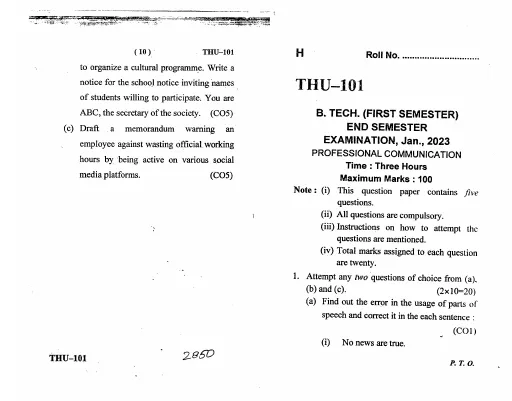 ( 10 ) THU–101
to organize a cultural programme. Write a
notice for the school notice inviting names
of students willing to participate. You are
ABC, the secretary of the society. (CO5)
(c) Draft a memorandum warning an
employee against wasting official working
hours by being active on various social
media platforms. (CO5)
THU–101 2850
H Roll No. ..............................
THU–101
B. TECH. (FIRST SEMESTER)
END SEMESTER
EXAMINATION, Jan., 2023
PROFESSIONAL COMMUNICATION
Time : Three Hours
Maximum Marks : 100
Note : (i) This question paper contains five
questions.
(ii) All questions are compulsory.
(iii) Instructions on how to attempt the
questions are mentioned.
(iv) Total marks assigned to each question
are twenty.
1. Attempt any two questions of choice from (a),
(b) and (c). (2×10=20)
(a) Find out the error in the usage of parts of
speech and correct it in the each sentence :
(CO1)
(i) No news are true.
P. T. O.